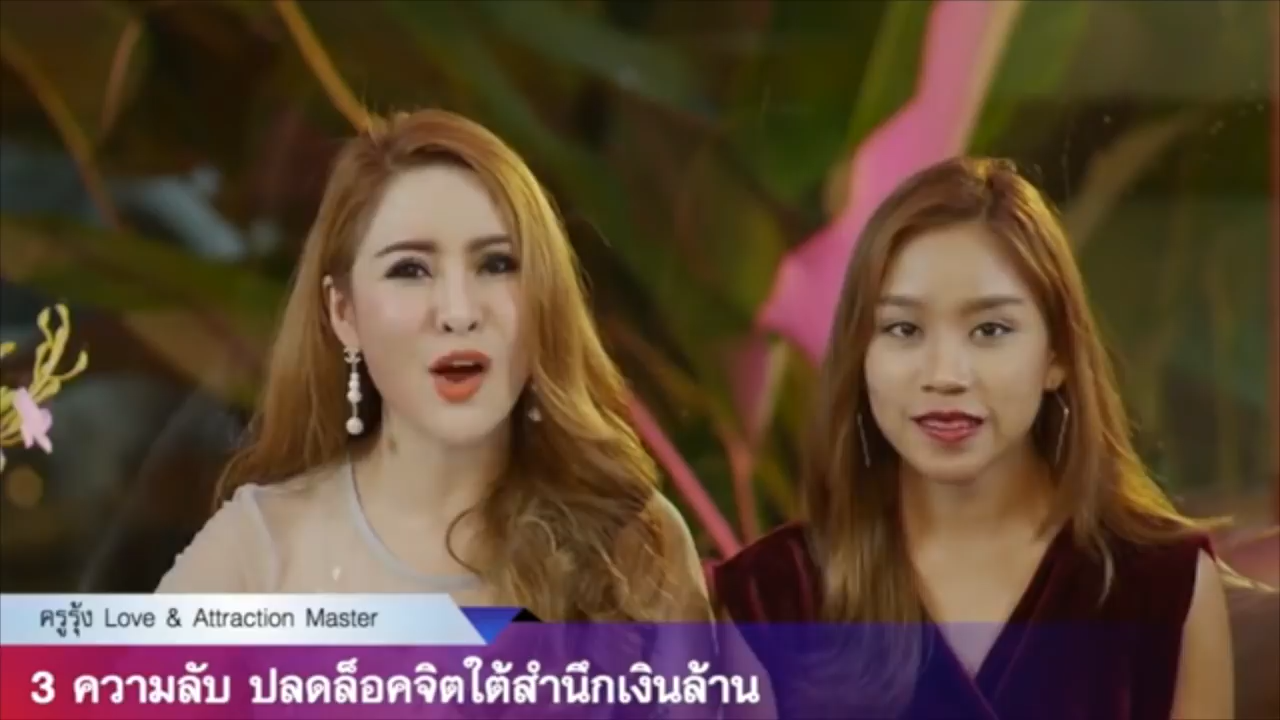 ครูรุ้ง Love & Attraction Master
3 ความลับ ปลดล็อคจิตใต้สำนึกเงินล้าน